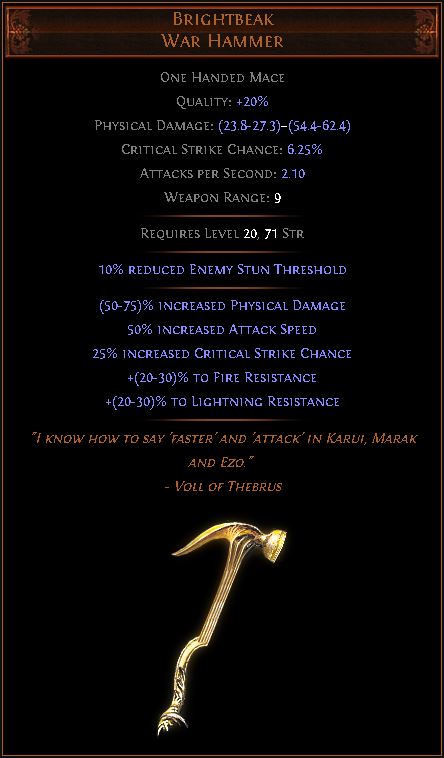 Brightbeak
War Hammer
One Handed Mace
Quality: +20%
Physical Damage: (23.8-27.3)–(54.4-62.4)
Critical Strike Chance: 6.25%
Attacks per Second: 2.10
Weapon Range: 9
Requires Level 20, 71 Str
10% reduced Enemy Stun Threshold
(50-75)% increased Physical Damage
50% increased Attack Speed
25% increased Critical Strike Chance
+(20-30)% to Fire Resistance
+(20-30)% to Lightning Resistance
"I know how to say 'faster' and 'attack' in Karui, Marak
and Ezo."
- Voll of Thebrus